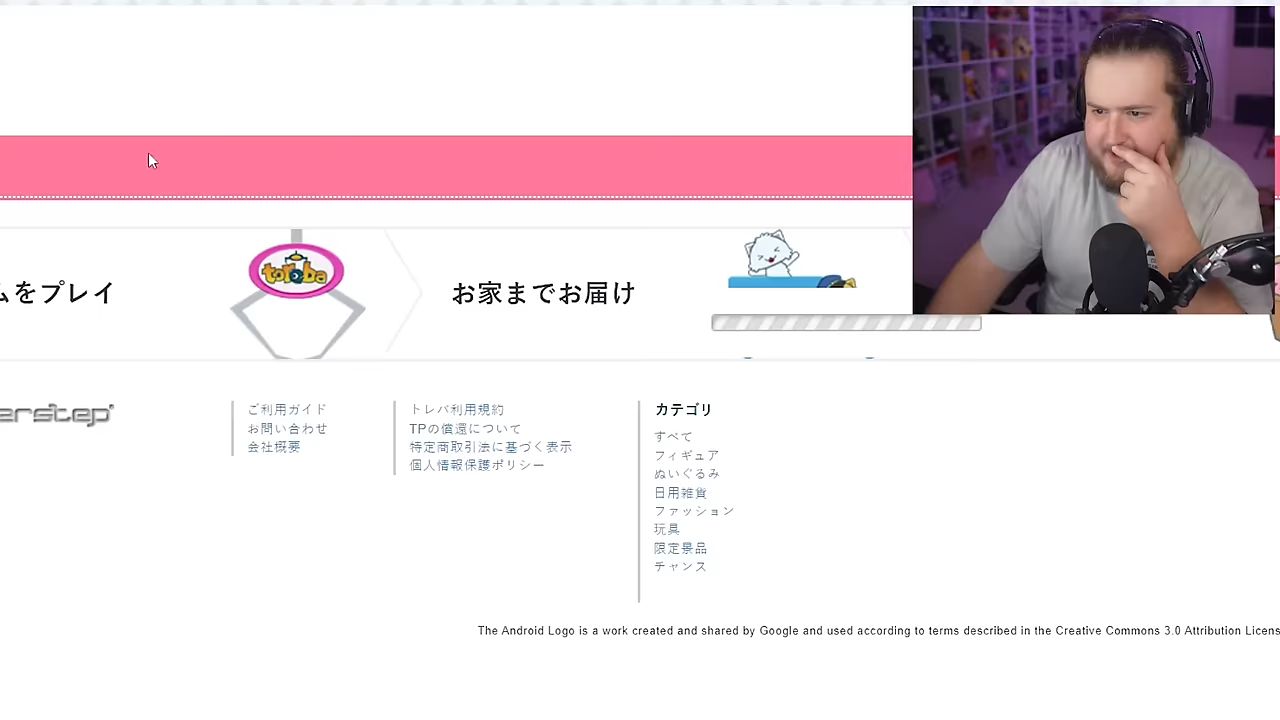 ムをプレイ
toreba
お家までお届け
erstep
ご利用ガイド
お問い合わせ
会社概要
トレバ利用規約
TPの償還について
特定商取引法に基づく表示
個人情報保護ポリシー
カテゴリ
すべて
フィギュア
ぬいぐるみ
日用雑貨
ファッション
玩具
限定景品
チャンス
The Android Logo is a work created and shared by Google and used according to terms described in the Creative Commons 3.0 Attribution Licens